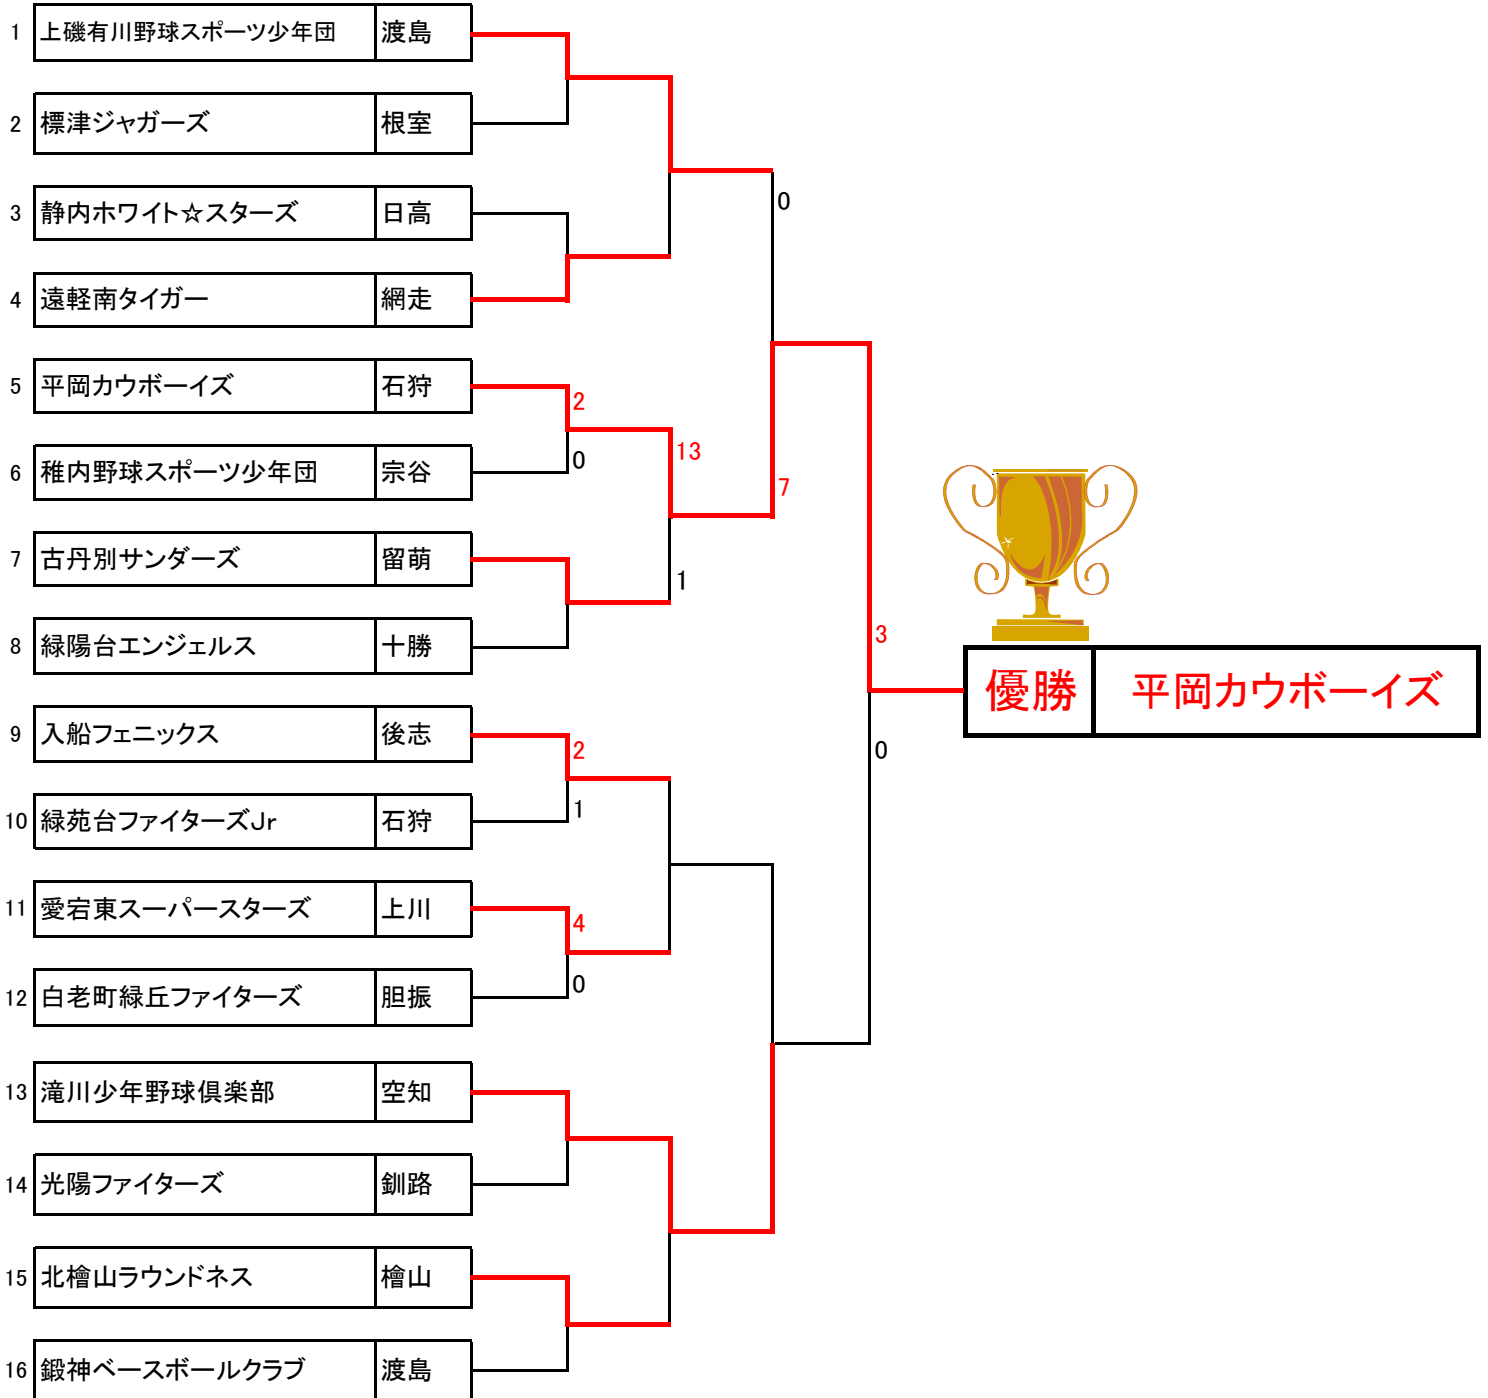 1 上磯有川野球スポーツ少年団 渡島
2 標津ジャガーズ 根室
0
3 静内ホワイト☆スターズ 日高
4 遠軽南タイガー 網走
5 平岡カウボーイズ 石狩
2
13
0
6 稚内野球スポーツ少年団 宗谷
7
7 古丹別サンダーズ 留萌
1
8 緑陽台エンジェルス 十勝
3
優勝 平岡カウボーイズ
9 入船フェニックス 後志
2
0
1
10 緑苑台ファイターズJr 石狩
11 愛宕東スーパースターズ 上川
4
0
12 白老町緑丘ファイターズ 胆振
13 滝川少年野球倶楽部 空知
14 光陽ファイターズ 釧路
15 北檜山ラウンドネス 檜山
16 鍛神ベースボールクラブ 渡島